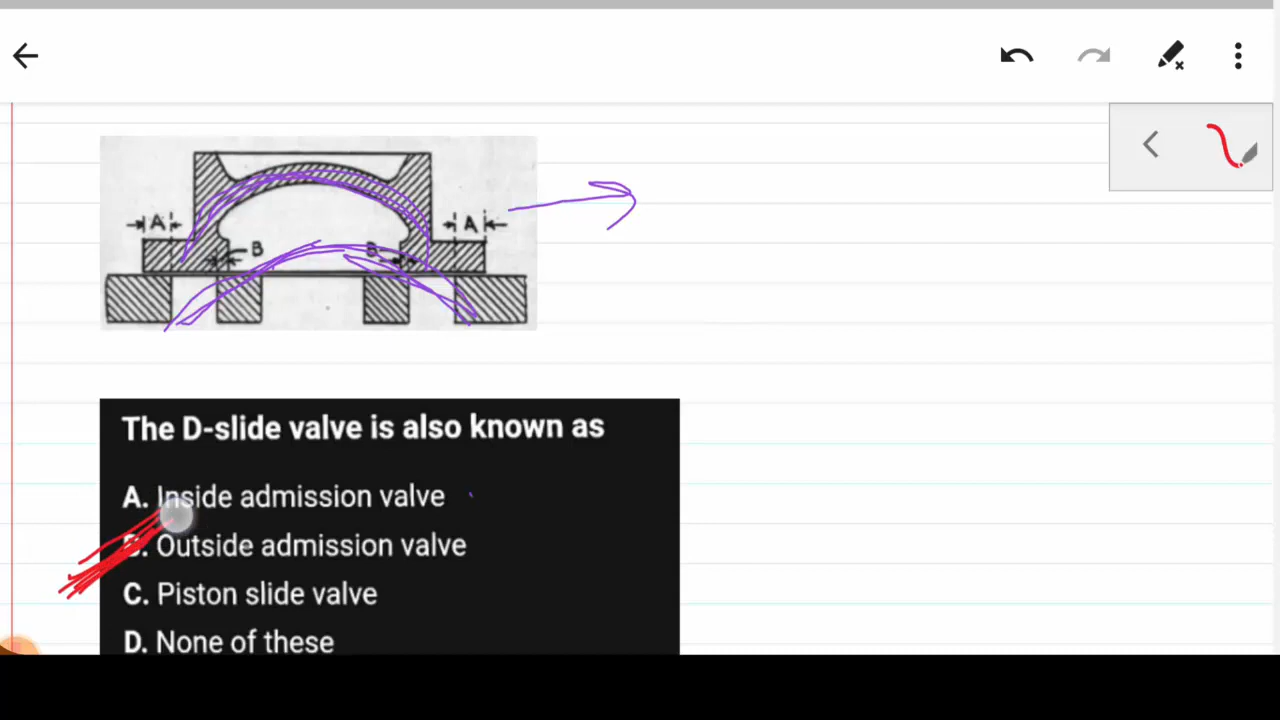 A A
B B
The D-slide valve is also known as
A. Inside admission valve
B. Outside admission valve
C. Piston slide valve
D. None of these